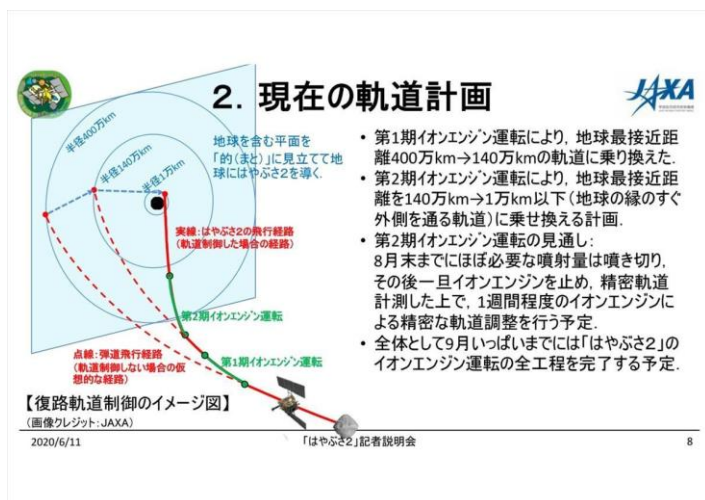 2. 現在の軌道計画
JAXA
半径400万km
半径140万km
半径1万km
地球を含む平面を
「的(まと)」に見立てて地
球にはやぶさ2を導く.
実線:はやぶさ2の飛行経路
(軌道制御した場合の経路)
第2期イオンエンジン運転
第1期イオンエンジン運転
点線:弾道飛行経路
(軌道制御しない場合の仮
想的な経路)
【復路軌道制御のイメージ図】
(画像クレジット:JAXA)
• 第1期イオンエンジン運転により,地球最接近距
離400万km→140万kmの軌道に乗り換えた.
• 第2期イオンエンジン運転により,地球最接近距
離を140万km→1万km以下(地球の縁のすぐ
外側を通る軌道)に乗せ換える計画.
• 第2期イオンエンジン運転の見通し:
8月末までにほぼ必要な噴射量は噴き切り,
その後一旦イオンエンジンを止め,精密軌道
計測した上で,1週間程度のイオンエンジンに
よる精密な軌道調整を行う予定.
• 全体として9月いっぱいまでには「はやぶさ2」の
イオンエンジン運転の全工程を完了する予定.
2020/6/11
「はやぶさ2」記者説明会
8